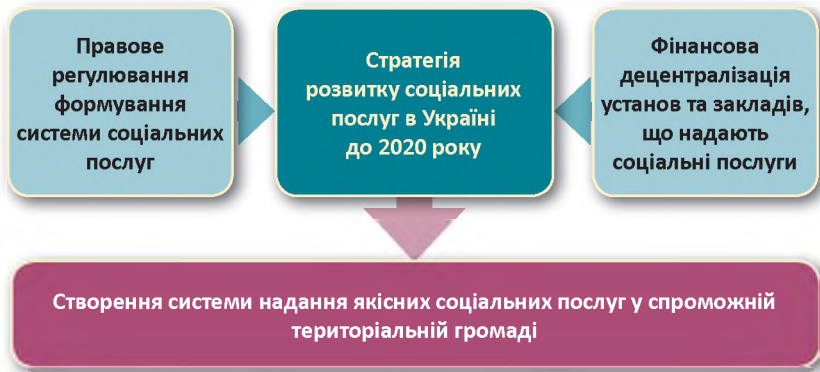 Правове
регулювання
формування
системи соціальних
послуг
Стратегія
розвитку соціальних
послуг в Україні
до 2020 року
Фінансова
децентралізація
установ та закладів,
що надають
соціальні послуги
Створення системи надання якісних соціальних послуг у спроможній
територіальній громаді